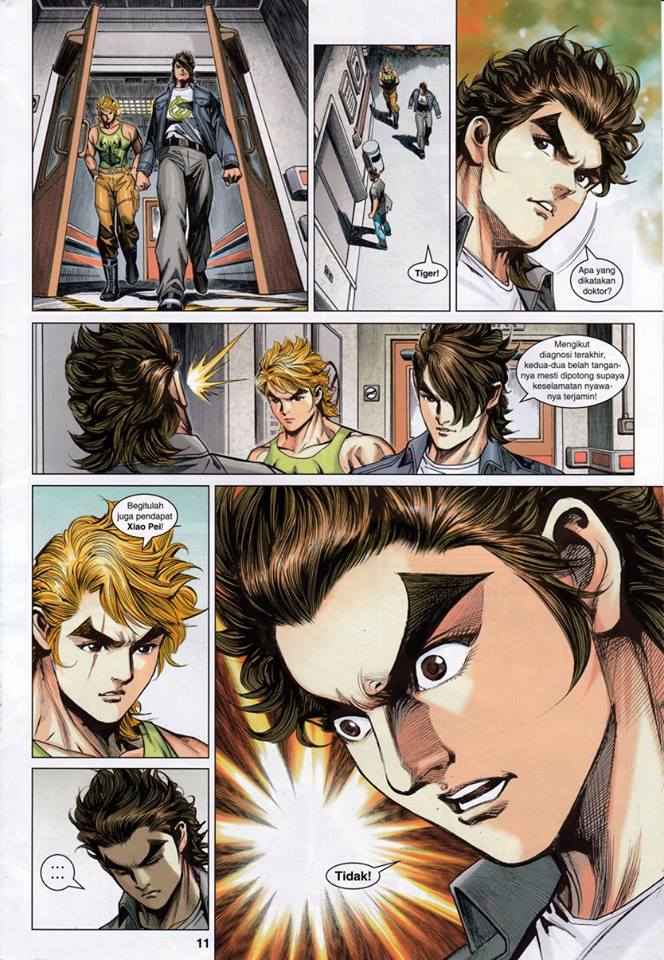 Tiger!
Apa yang
dikatakan
doktor?
Mengikut
diagnosi terakhir,
kedua-dua belah tangan-
nya mesti dipotong supaya
keselamatan nyawa-
nya terjamin!
Begitulah
juga pendapat
Xiao Pei!
...
...
Tidak!
11